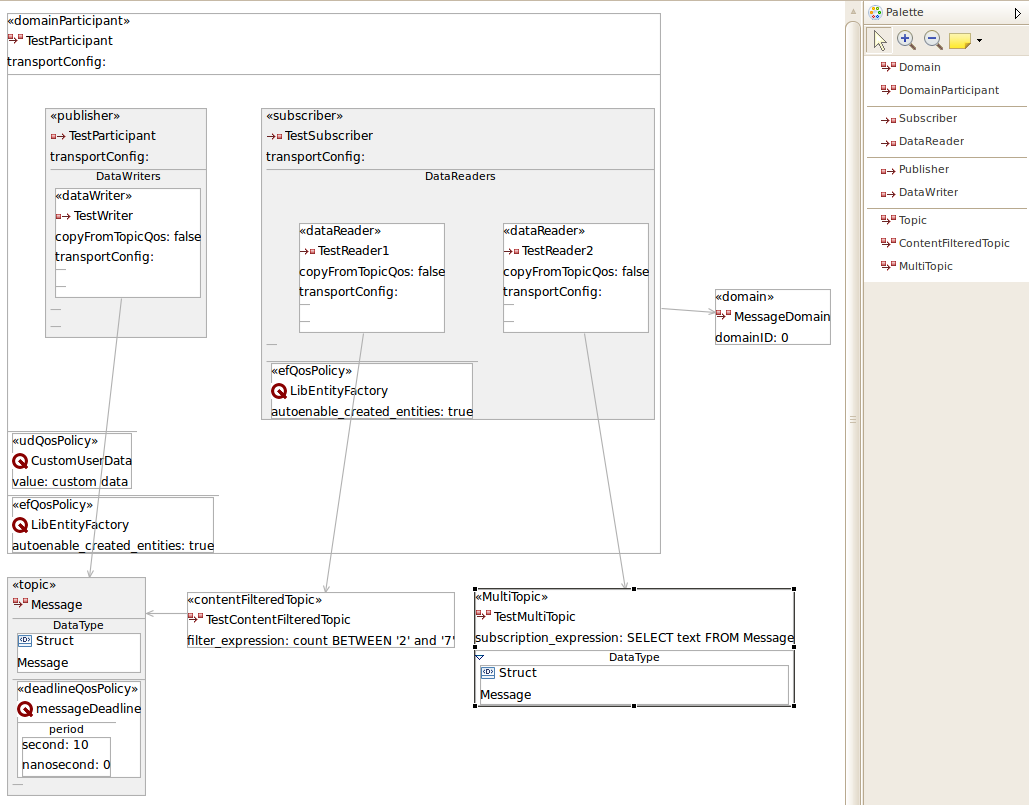 «domainParticipant»
TestParticipant
transportConfig:
«publisher»
TestParticipant
transportConfig:
DataWriters
«dataWriter»
TestWriter
copyFromTopicQos: false
transportConfig:
«subscriber»
TestSubscriber
transportConfig:
DataReaders
«dataReader»
TestReader1
copyFromTopicQos: false
transportConfig:
«dataReader»
TestReader2
copyFromTopicQos: false
transportConfig:
«efQosPolicy»
LibEntityFactory
autoenable_created_entities: true
«domain»
MessageDomain
domainID: 0
«udQosPolicy»
CustomUserData
value: custom data
«efQosPolicy»
LibEntityFactory
autoenable_created_entities: true
«topic»
Message
DataType
Struct
Message
«deadlineQosPolicy»
messageDeadline
period
second: 10
nanosecond: 0
«contentFilteredTopic»
TestContentFilteredTopic
filter_expression: count BETWEEN '2' and '7'
«MultiTopic»
TestMultiTopic
subscription_expression: SELECT text FROM Message
DataType
Struct
Message
Palette
Domain
DomainParticipant
Subscriber
DataReader
Publisher
DataWriter
Topic
ContentFilteredTopic
MultiTopic